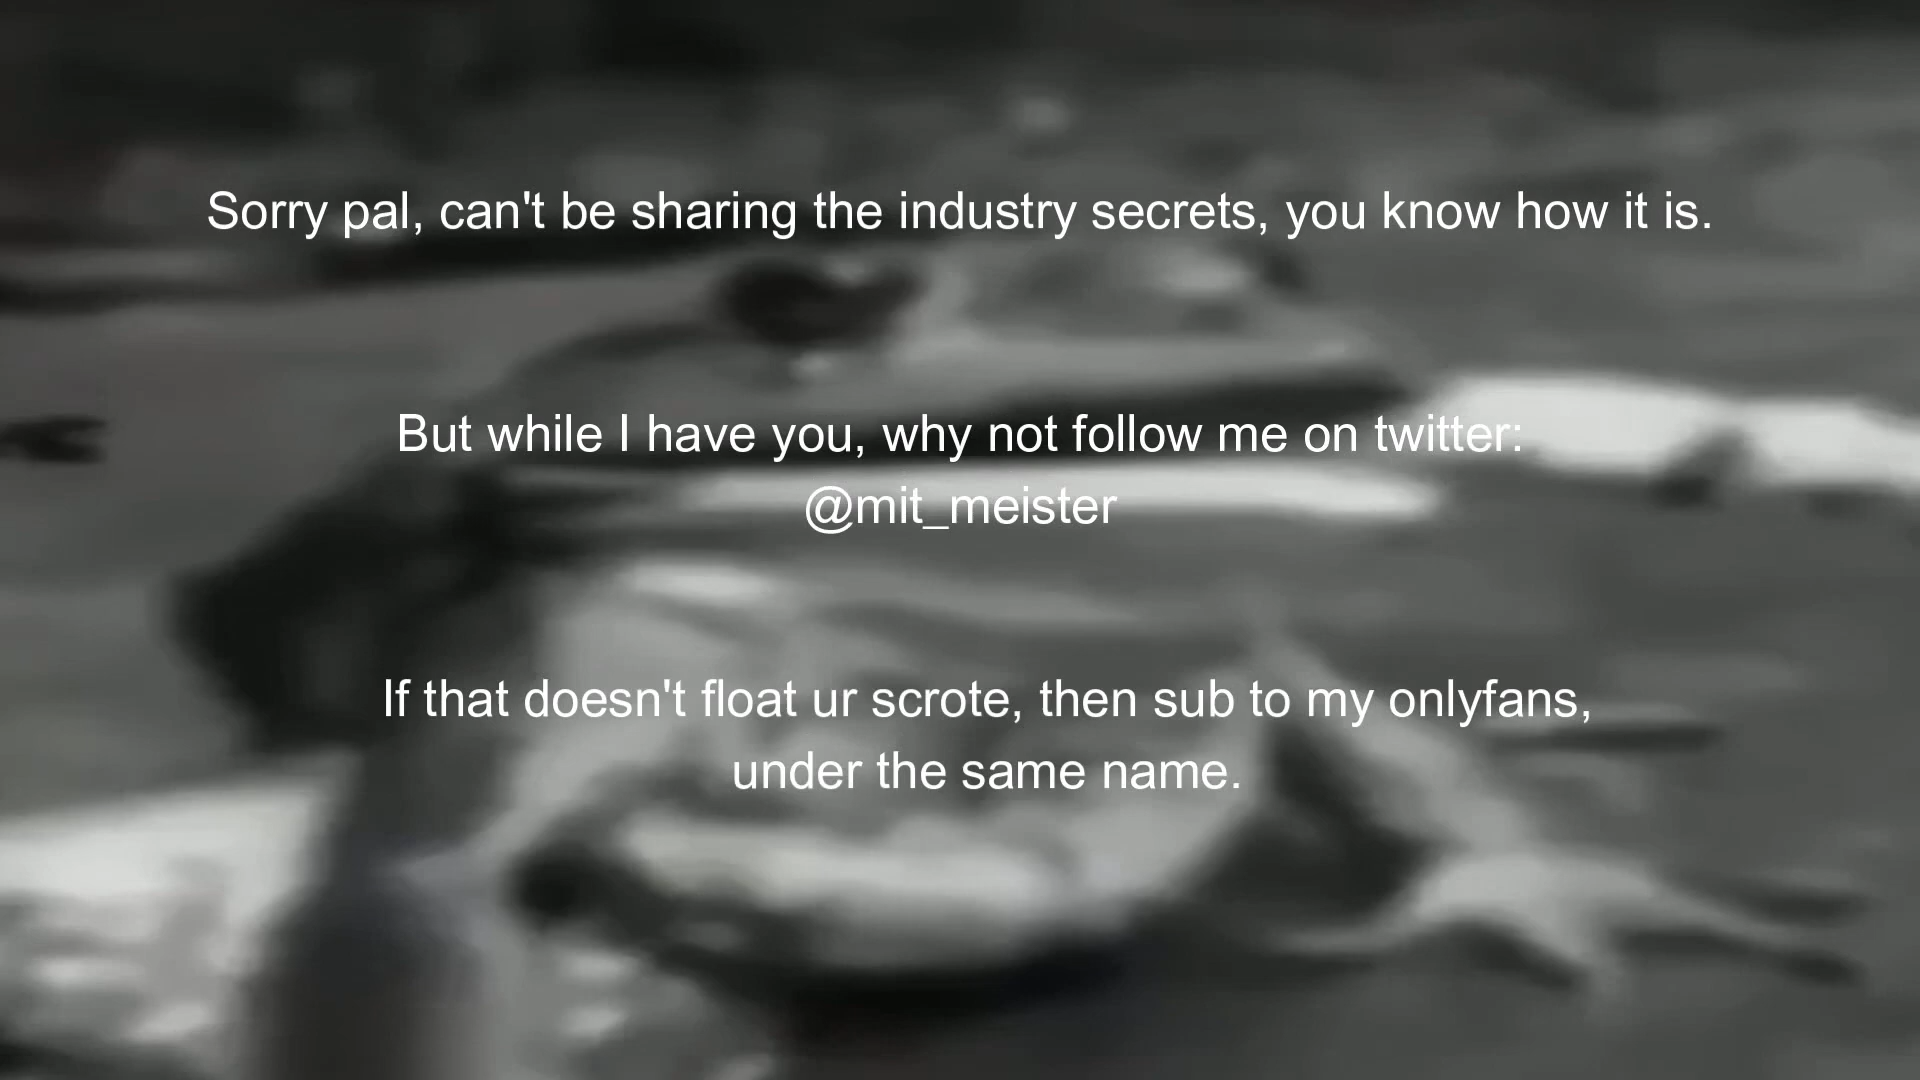 Sorry pal, can't be sharing the industry secrets, you know how it is.
But while I have you, why not follow me on twitter:
@mit_meister
If that doesn't float ur scrote, then sub to my onlyfans,
under the same name.